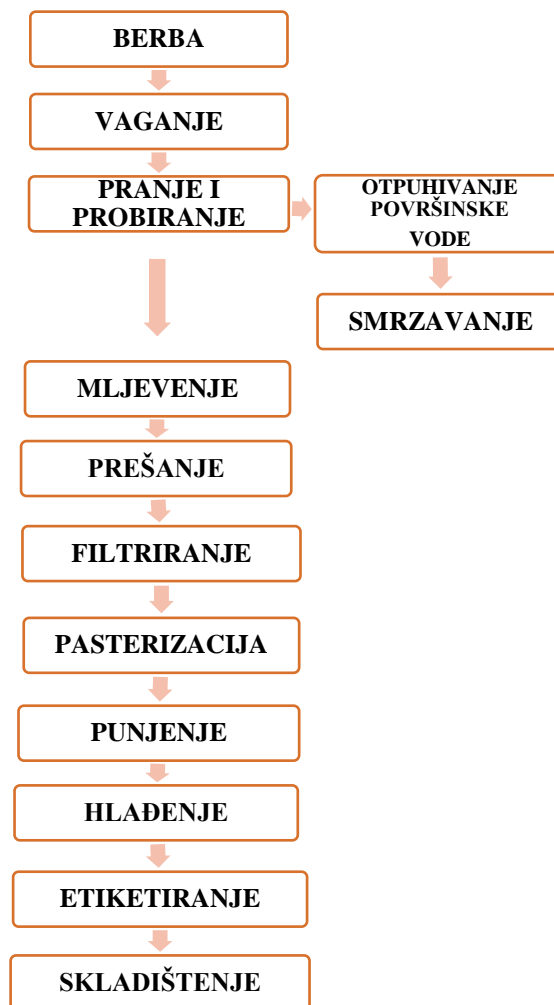 BERBA
VAGANJE
PRANJE I
PROBIRANJE
OTPUHIVANJE
POVRŠINSKE
VODE
SMRZAVANJE
MLJEVENJE
PREŠANJE
FILTRIRANJE
PASTERIZACIJA
PUNJENJE
HLAĐENJE
ETIKETIRANJE
SKLADIŠTENJE